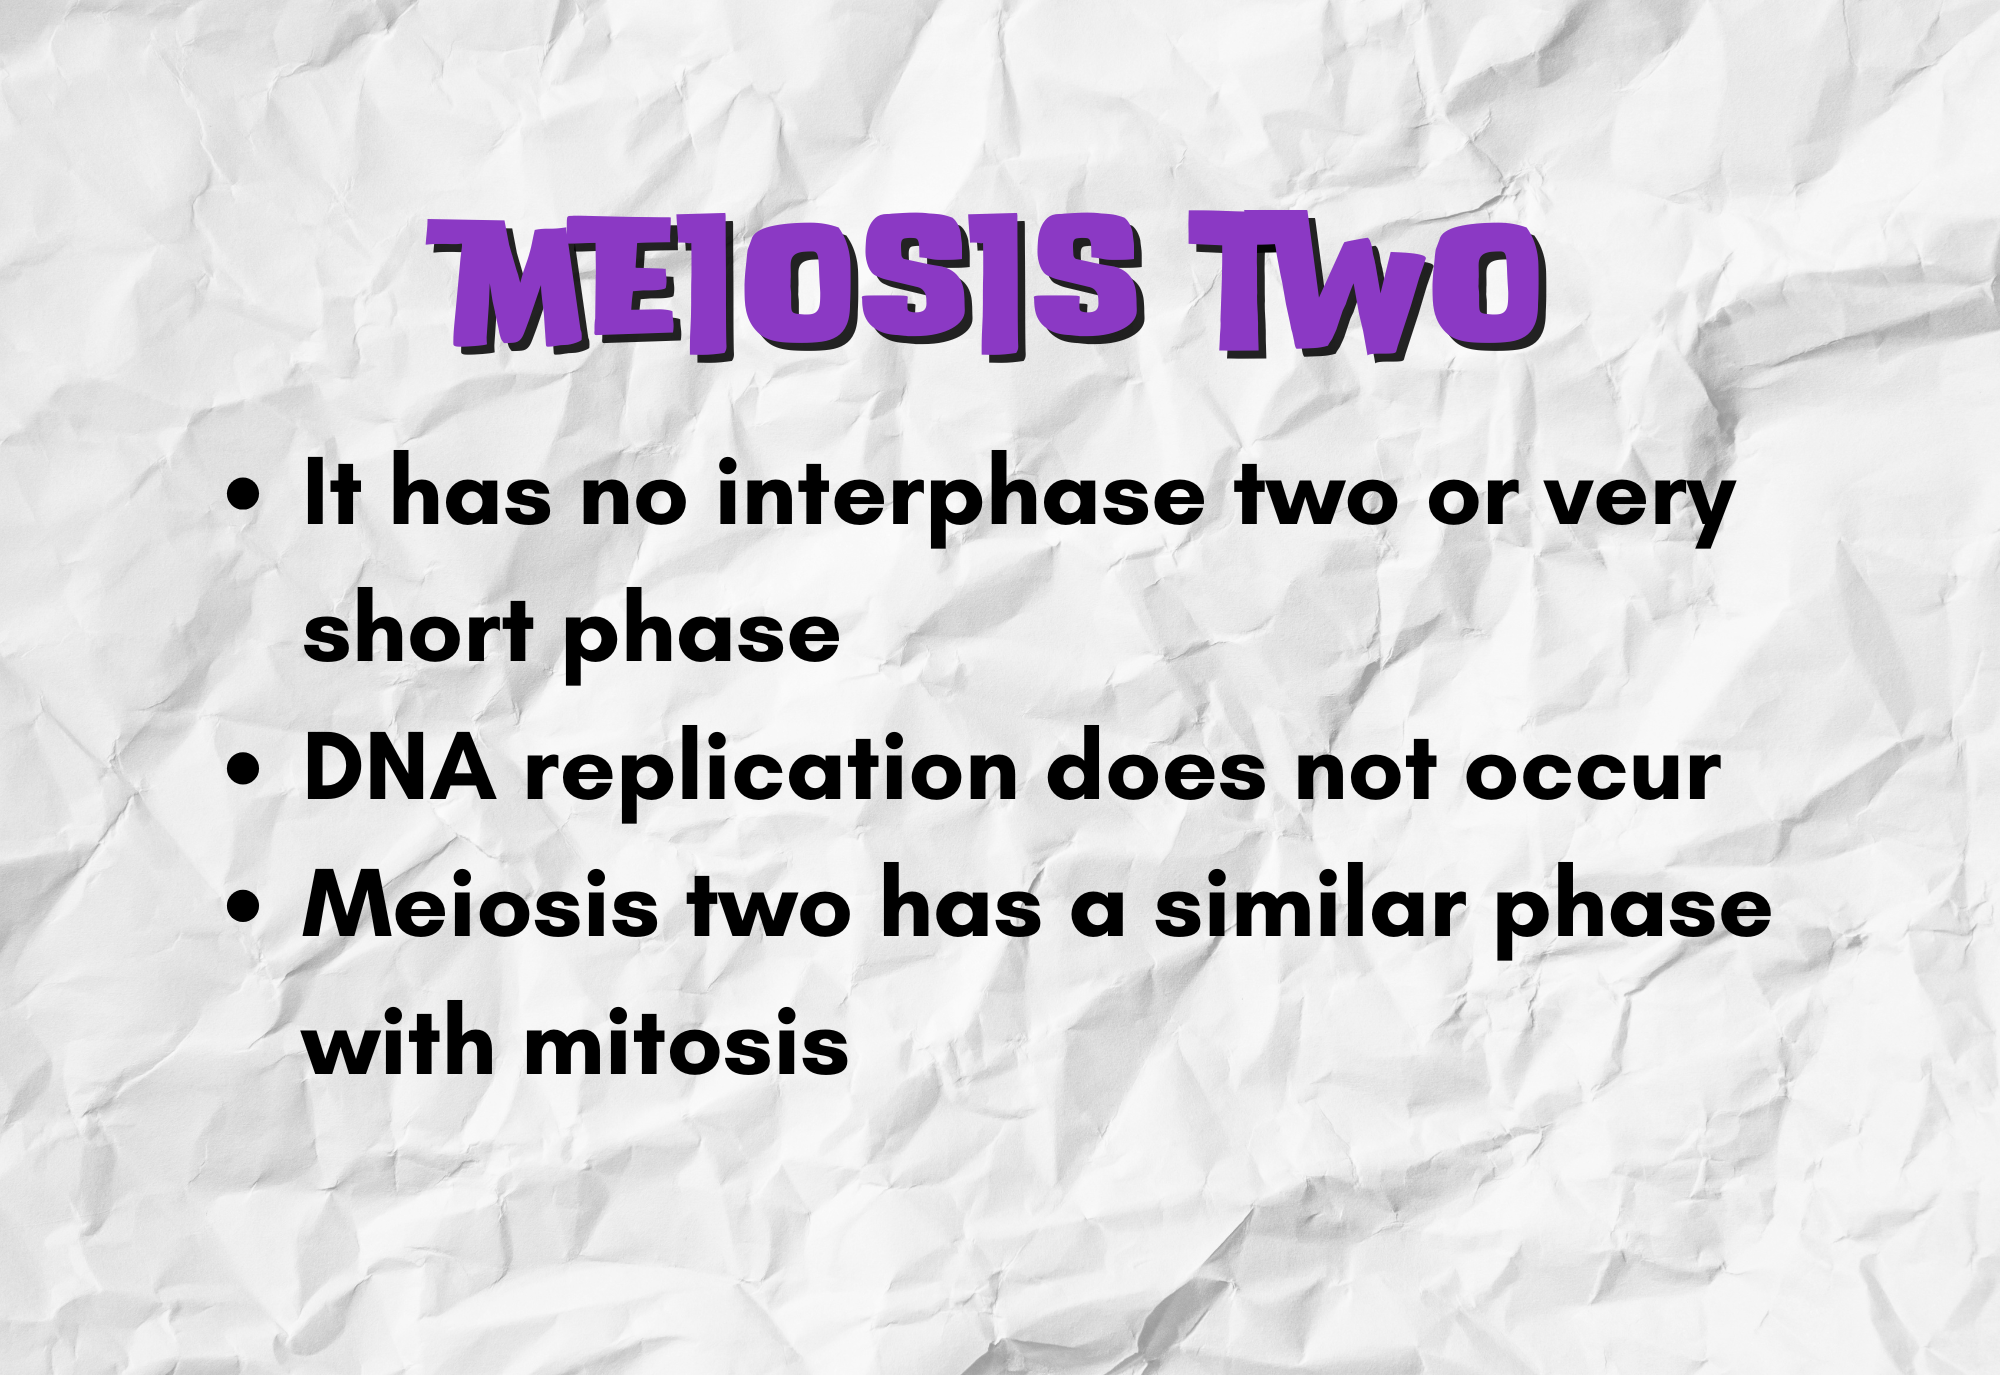 MEIOSIS TWO
• It has no interphase two or very
short phase
• DNA replication does not occur
• Meiosis two has a similar phase
with mitosis